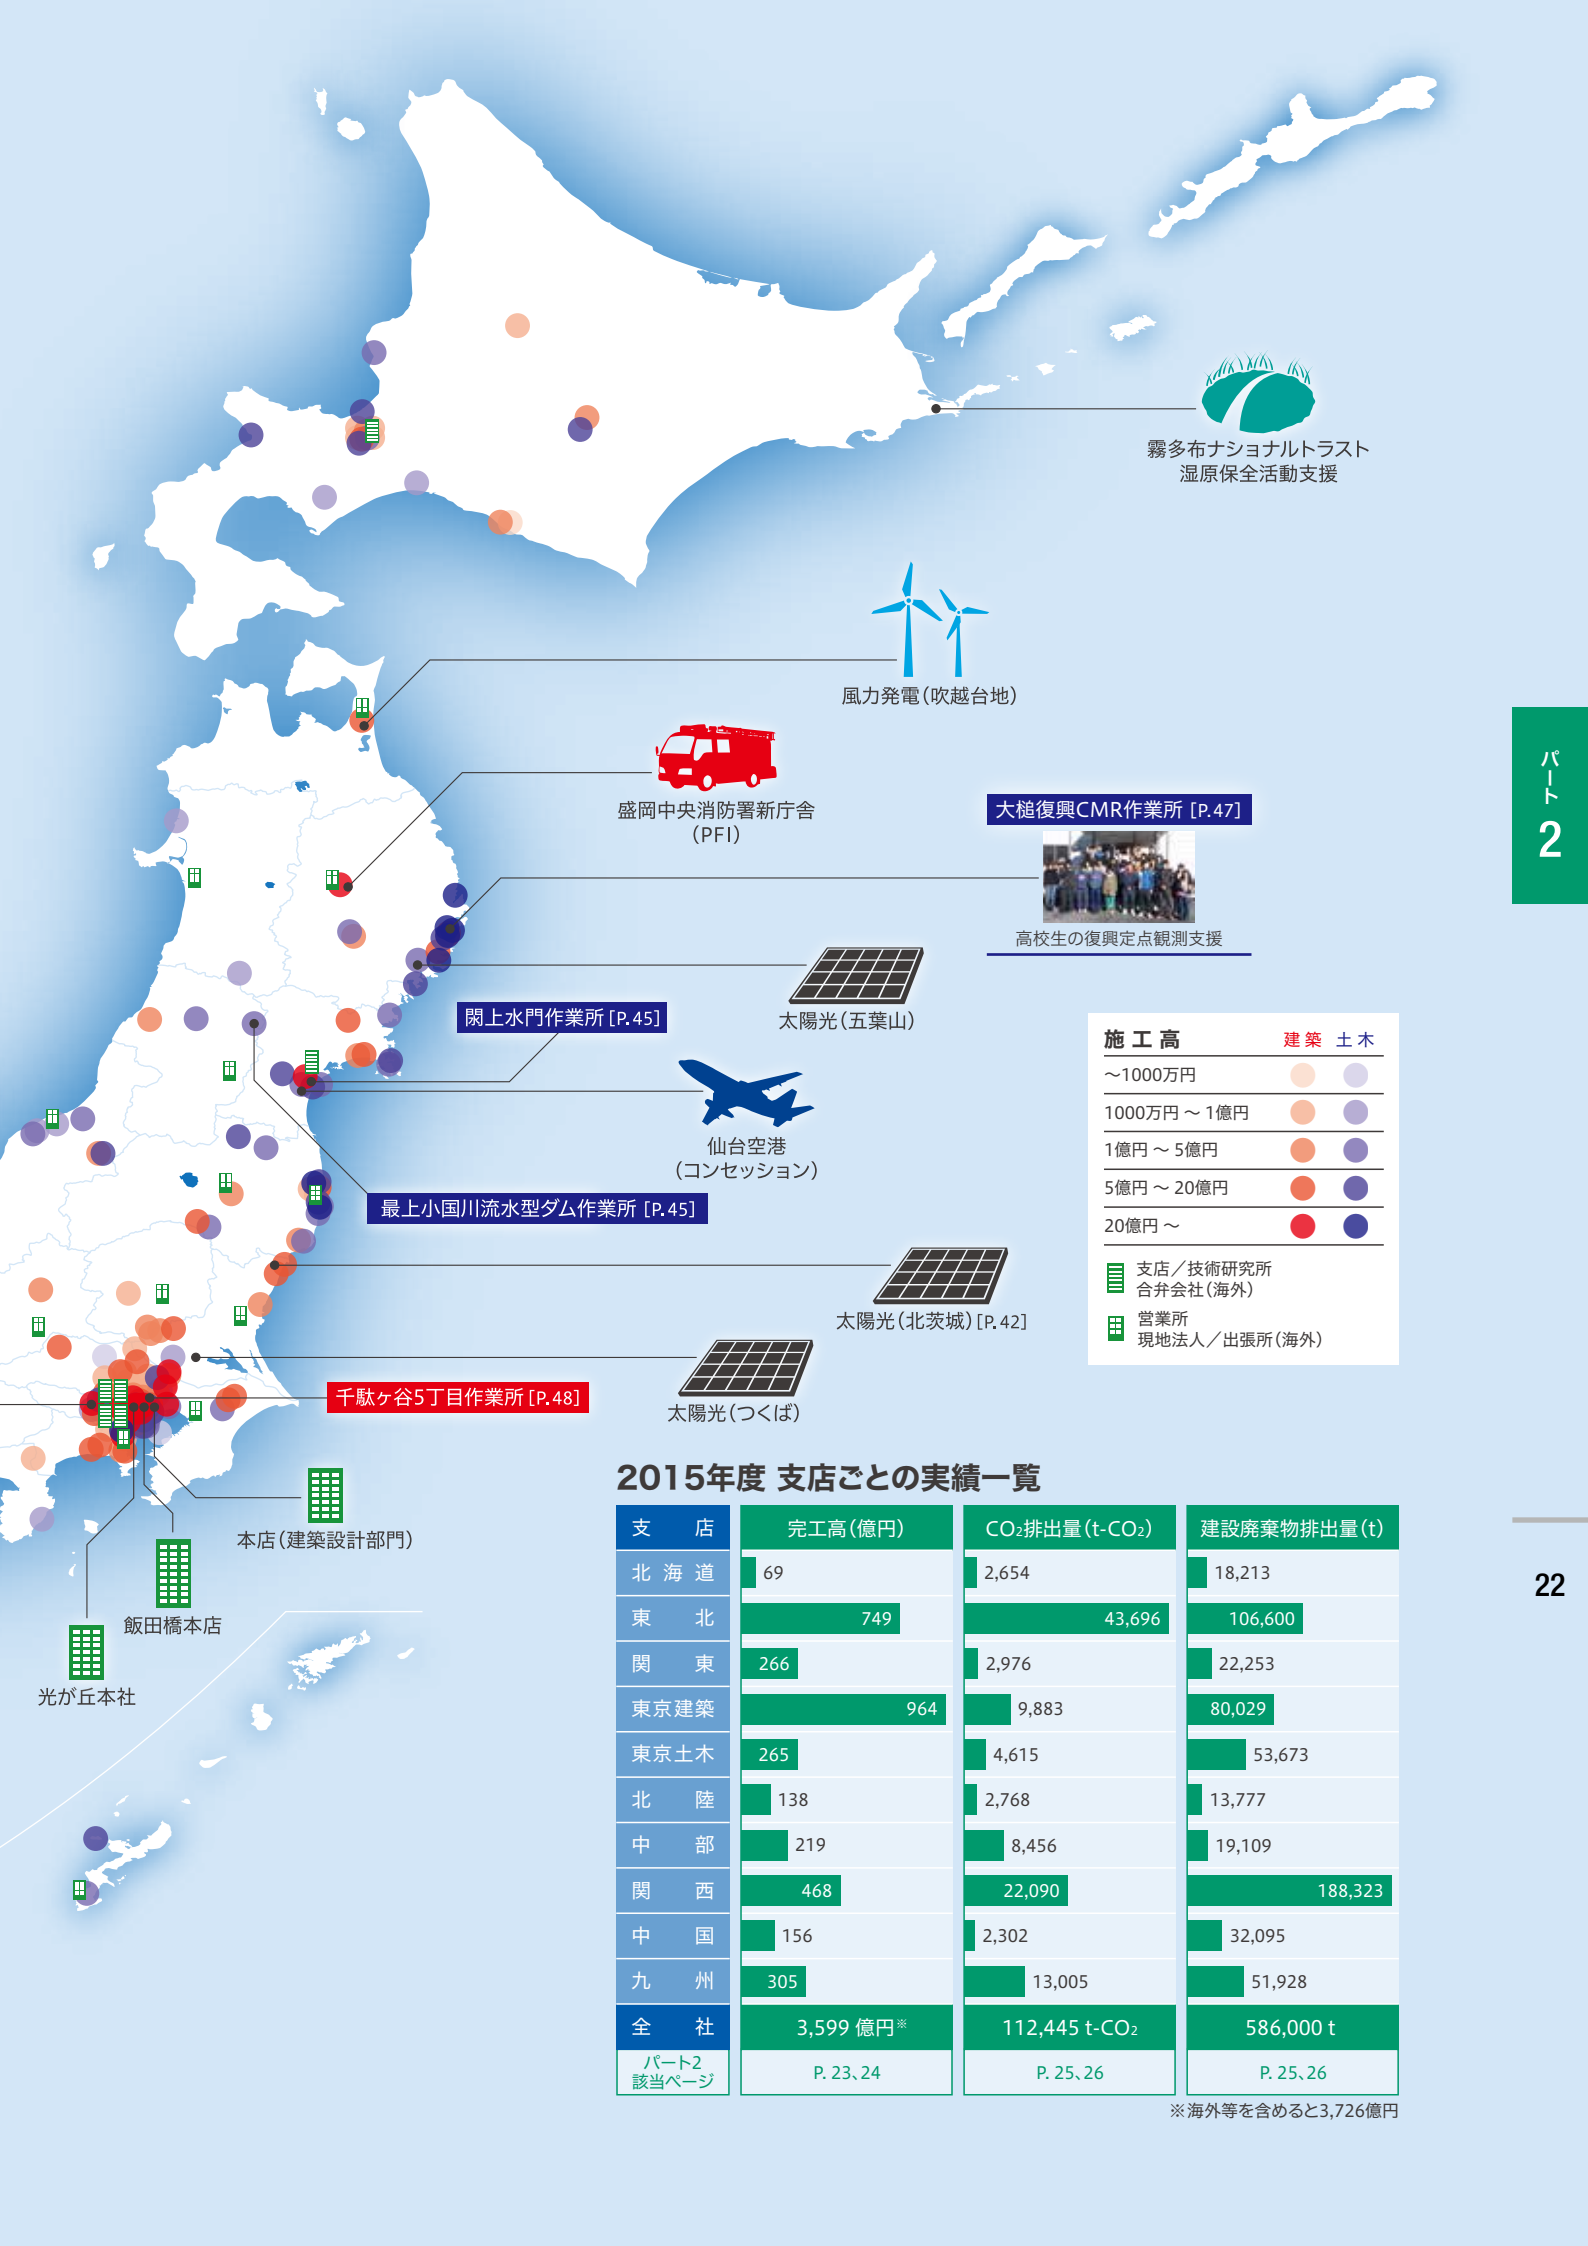 霧多布ナショナルトラスト
湿原保全活動支援
風力発電(吹越台地)
盛岡中央消防署新庁舎
(PFI)
大槌復興CMR作業所 [P.47]
高校生の復興定点観測支援
太陽光(五葉山)
閖上水門作業所 [P.45]
仙台空港
(コンセッション)
最上小国川流水型ダム作業所 [P.45]
太陽光(北茨城) [P.42]
太陽光(つくば)
千駄ヶ谷5丁目作業所 [P.48]
本店(建築設計部門)
飯田橋本店
光が丘本社
施工高 建築 土木
～1000万円
1000万円 ～ 1億円
1億円 ～ 5億円
5億円 ～ 20億円
20億円 ～
支店／技術研究所
合弁会社(海外)
営業所
現地法人／出張所(海外)
パート
2
22
2015年度 支店ごとの実績一覧
支店 完工高(億円) CO₂排出量(t-CO₂) 建設廃棄物排出量(t)
北海道 69 2,654 18,213
東北 749 43,696 106,600
関東 266 2,976 22,253
東京建築 964 9,883 80,029
東京土木 265 4,615 53,673
北陸 138 2,768 13,777
中部 219 8,456 19,109
関西 468 22,090 188,323
中国 156 2,302 32,095
九州 305 13,005 51,928
全社 3,599 億円※ 112,445 t-CO₂ 586,000 t
パート2
該当ページ P. 23、24 P. 25、26 P. 25、26
※海外等を含めると3,726億円